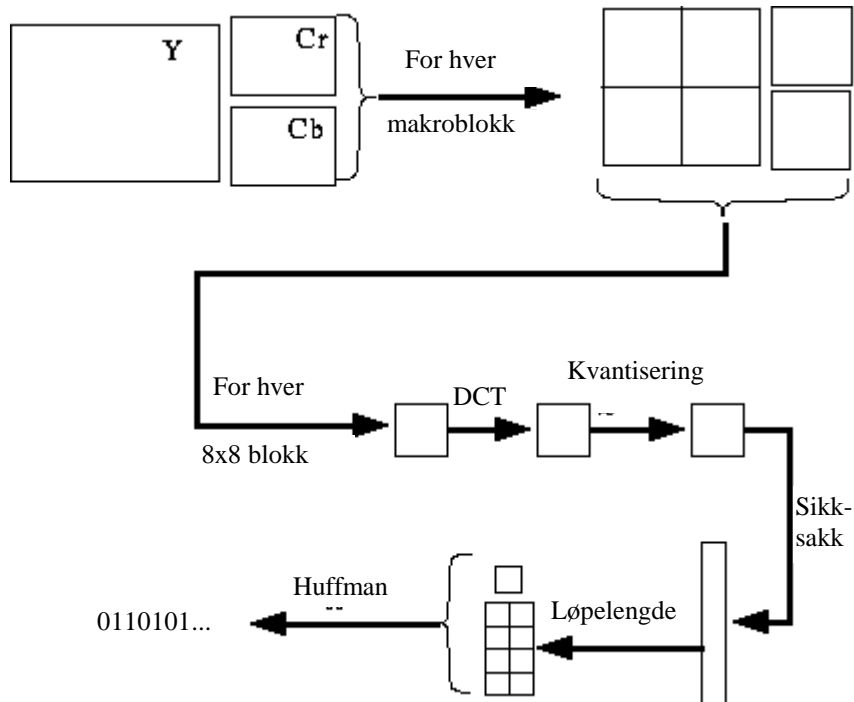 Y
Cr
Cb
For hver
makroblokk
For hver
8x8 blokk
DCT
Kvantisering
Sikk-
sakk
Løpelengde
Huffman
0110101...